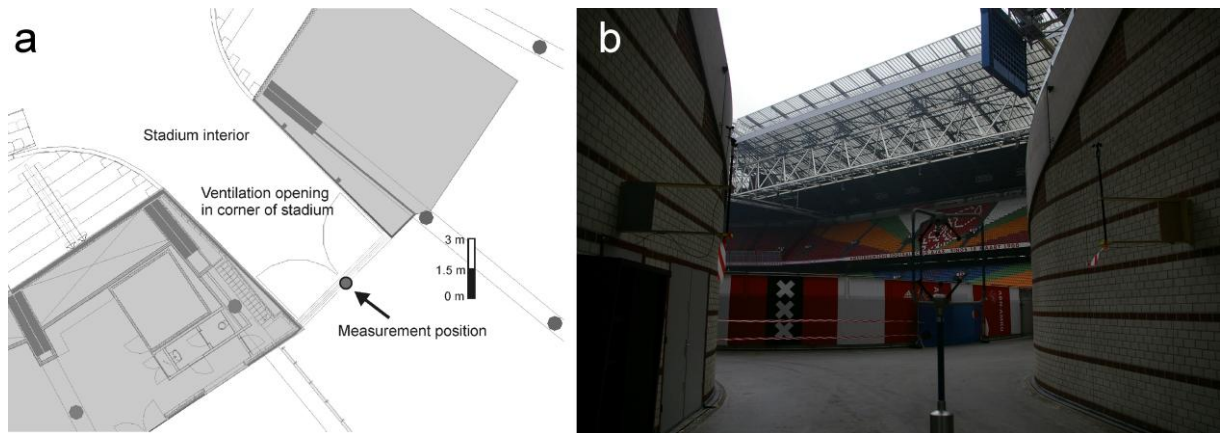 a
Stadium interior
Ventilation opening
in corner of stadium
3 m
1.5 m
0 m
Measurement position
b